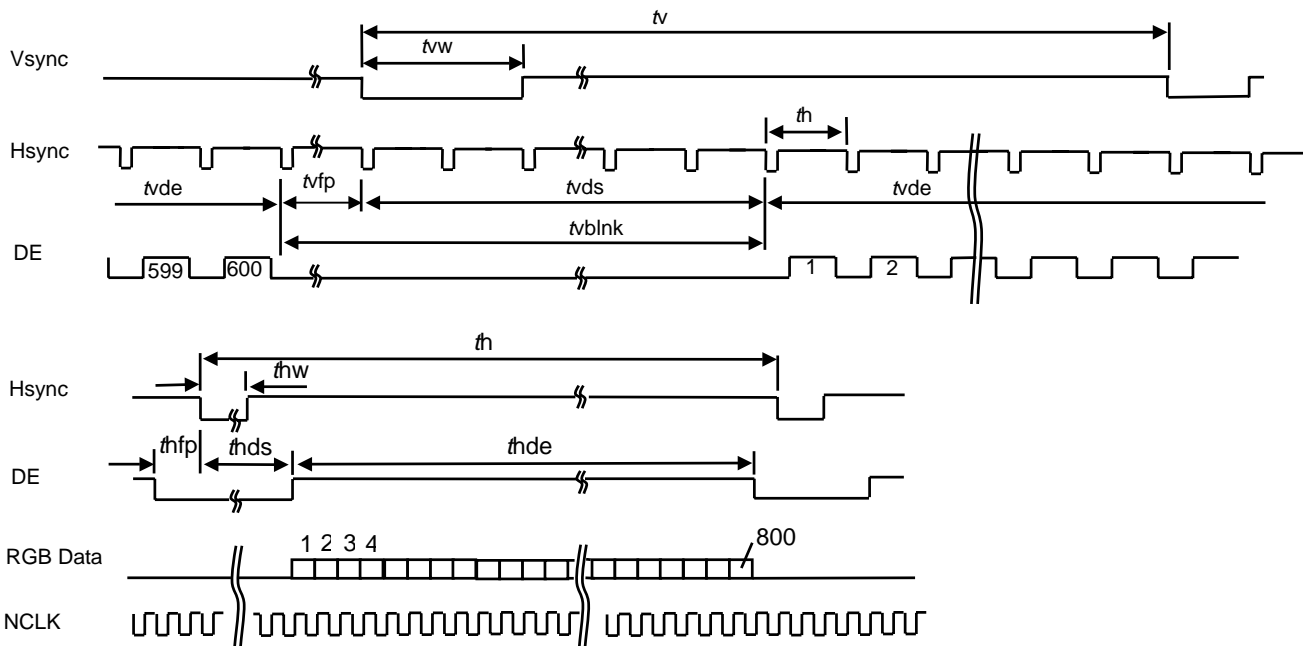 tv
tvw
Vsync
th
Hsync
tvde tvfp tvds tvde
tvblnk
DE
599 600 1 2
th
thw
Hsync
thfp thds thde
DE
1 2 3 4 800
RGB Data
NCLK